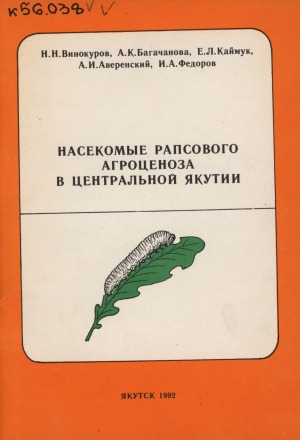 к56.038 V V
Н.Н.Винокуров, А.К.Багачанова, Е.Л.Каймук,
А.И.Аверенский, И.А.Федоров
НАСЕКОМЫЕ РАПСОВОГО
АГРОЦЕНОЗА
В ЦЕНТРАЛЬНОЙ ЯКУТИИ
ЯКУТСК 1992